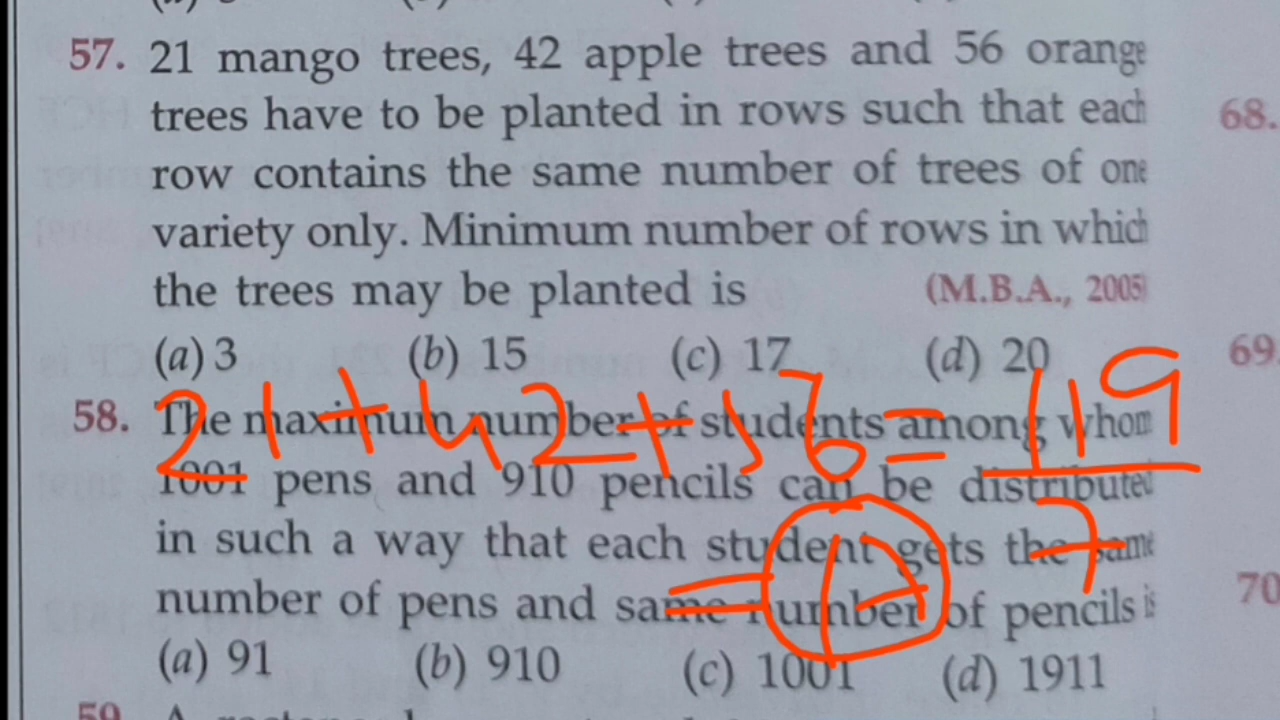 57. 21 mango trees, 42 apple trees and 56 orange
trees have to be planted in rows such that each
row contains the same number of trees of one
variety only. Minimum number of rows in which
the trees may be planted is (M.B.A., 2005
(a) 3 (b) 15 (c) 17 (d) 20
21+42+56=119
58. The maximum number of students among whom
1001 pens and 910 pencils can be distributed
in such a way that each student gets the same
7
= 17
number of pens and same number of pencils is
(a) 91 (b) 910 (c) 1001 (d) 1911
59.
68.
69.
70